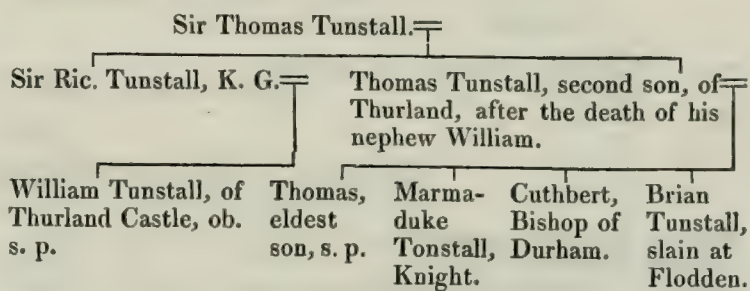 Sir Thomas Tunstall.
Sir Ric. Tunstall, K. G.
Thomas Tunstall, second son, of
Thurland, after the death of his
nephew William.
William Tunstall, of
Thurland Castle, ob.
s. p.
Thomas,
eldest
son, s. p.
Marma-
duke
Tonstall,
Knight.
Cuthbert,
Bishop of
Durham.
Brian
Tunstall,
slain at
Flodden.